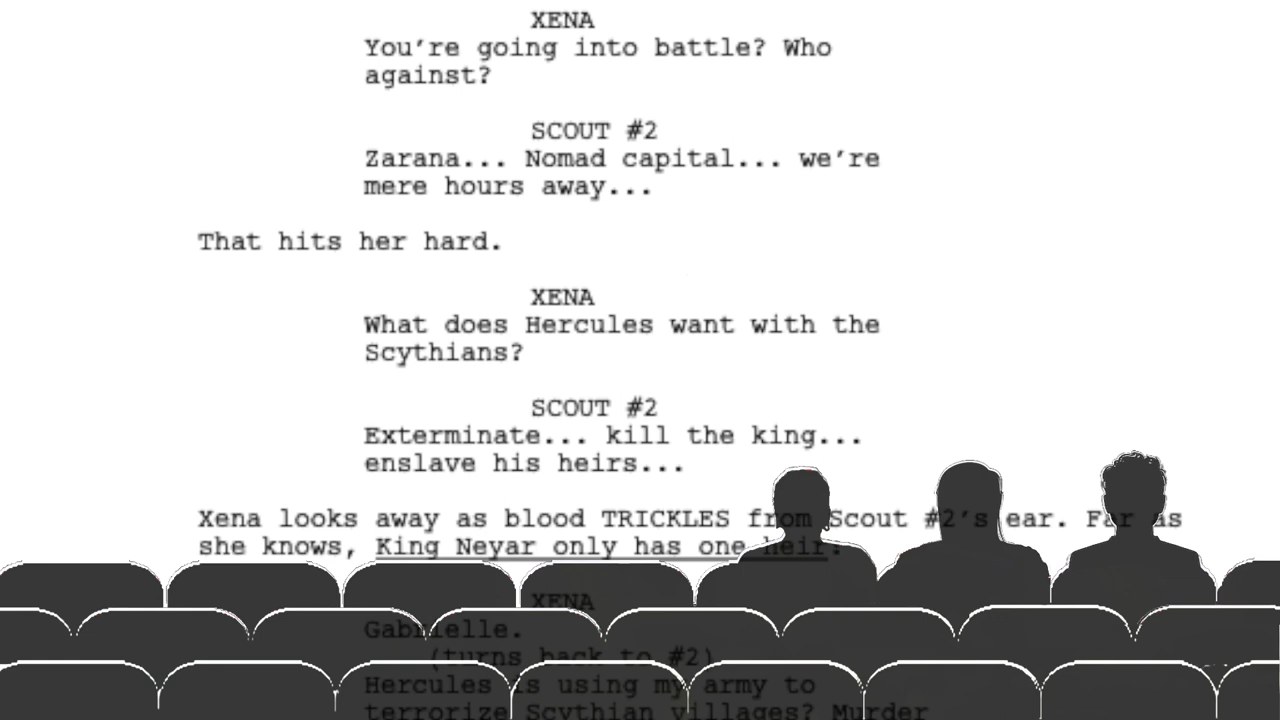 XENA
You're going into battle? Who
against?
SCOUT #2
Zarana... Nomad capital... we're
mere hours away...
That hits her hard.
XENA
What does Hercules want with the
Scythians?
SCOUT #2
Exterminate... kill the king...
enslave his heirs...
Xena looks away as blood TRICKLES from Scout #2's ear. Far as
she knows, King Neyar only has one heir.
XENA
Gabrielle.
(turns back to #2)
Hercules is using my army to
terrorize Scythian villages? Murder